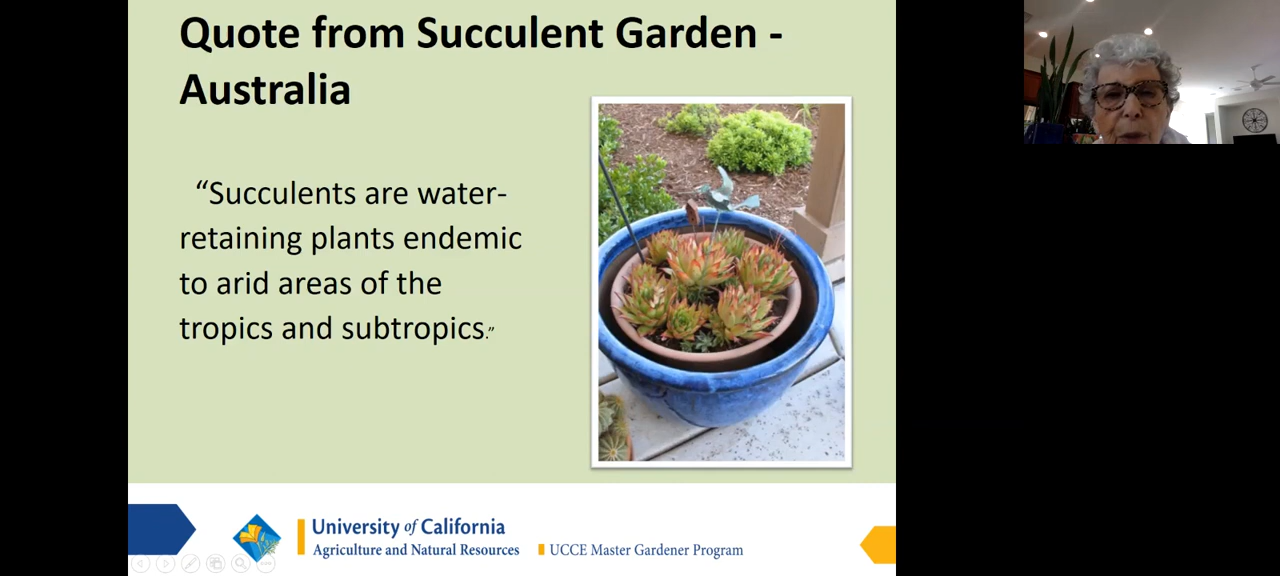 Quote from Succulent Garden -
Australia
“Succulents are water-
retaining plants endemic
to arid areas of the
tropics and subtropics.”
University of California
Agriculture and Natural Resources
UCCE Master Gardener Program